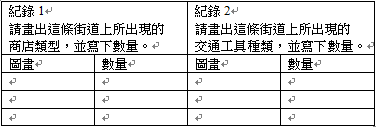 紀錄 1
請畫出這條街道上所出現的
商店類型，並寫下數量。
紀錄 2
請畫出這條街道上所出現的
交通工具種類，並寫下數量。
圖畫 數量 圖畫 數量